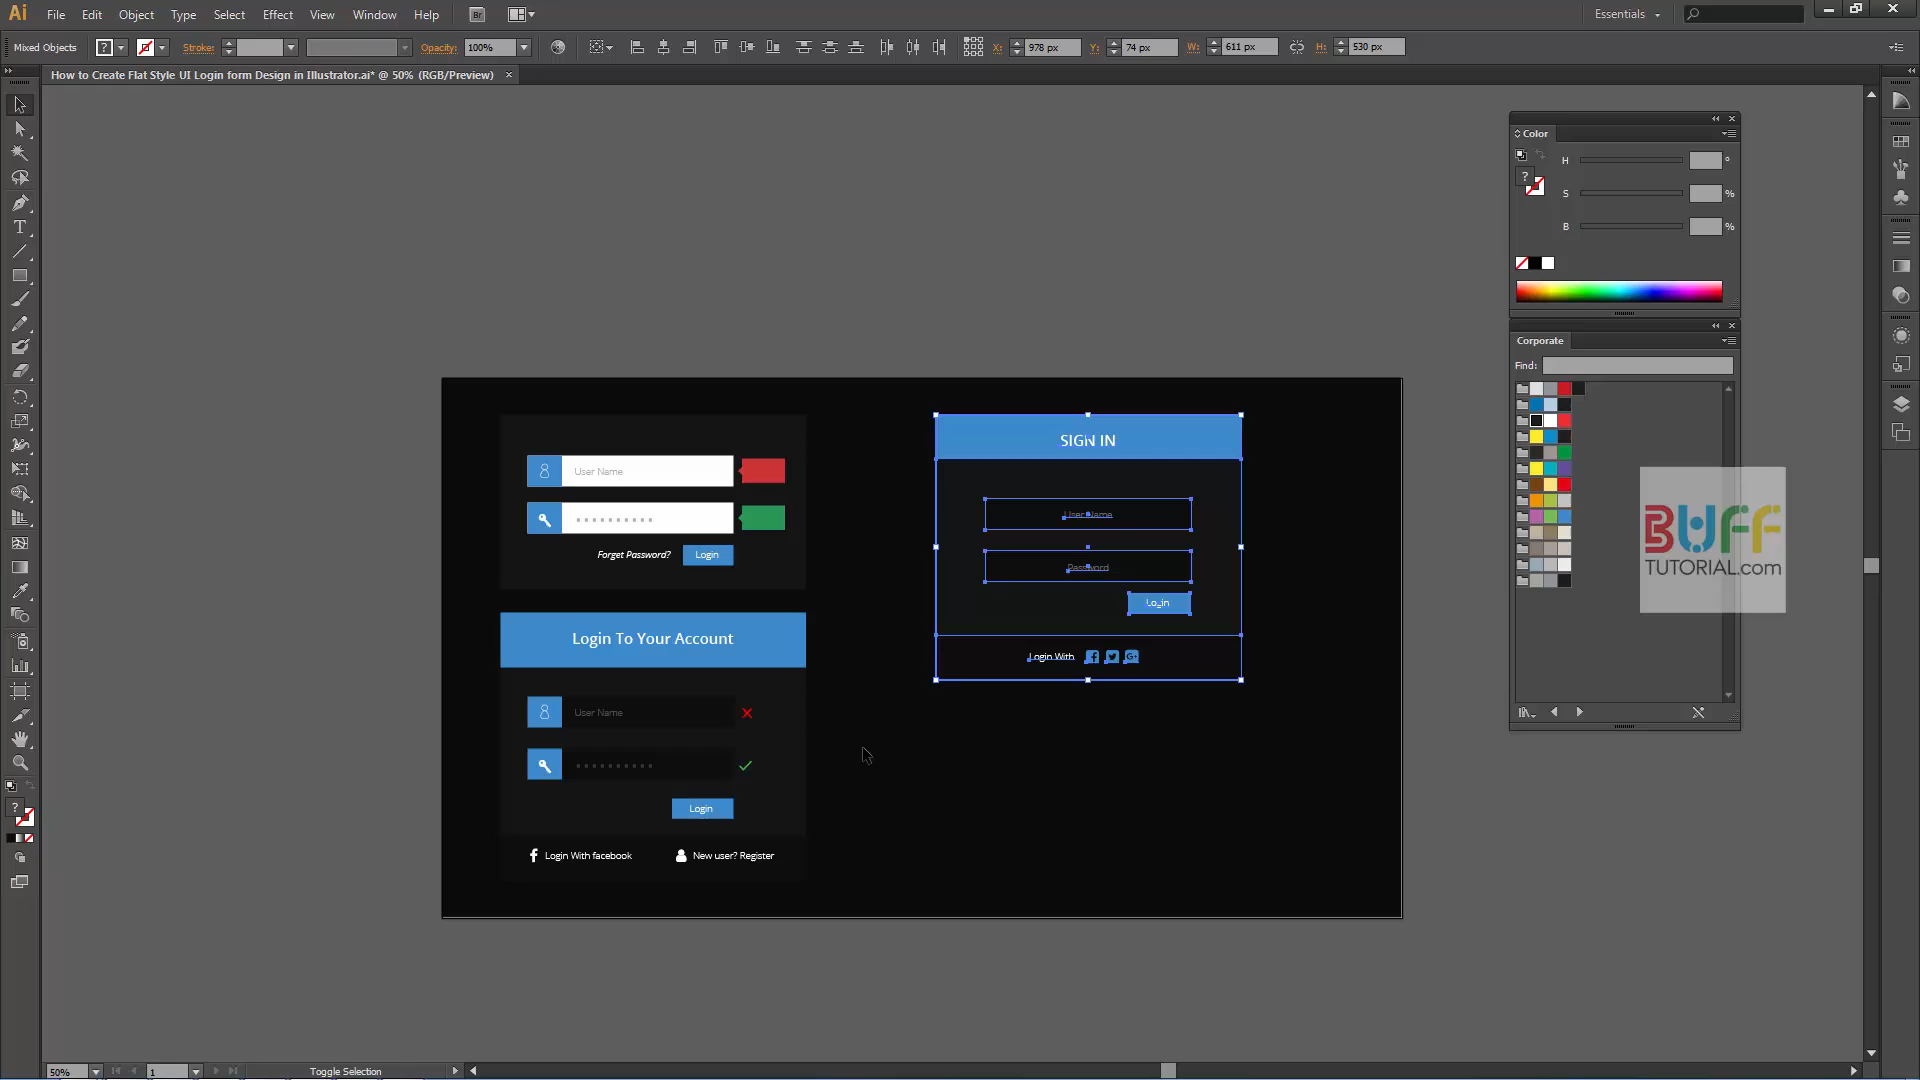 Ai File Edit Object Type Select Effect View Window Help Br Essentials
Mixed Objects ? Stroke: Opacity: 100% X: 978 px Y: 74 px W: 611 px H: 530 px
How to Create Flat Style UI Login form Design in Illustrator.ai* @ 50% (RGB/Preview)
Color
H °
? S %
B %
Corporate
Find:
SIGN IN
User Name
User Name
Password
Forget Password? Login
Login
Login With
Login To Your Account
User Name
Login
Login With facebook New user? Register
BUFF
TUTORIAL.com
?
50% 1 Toggle Selection